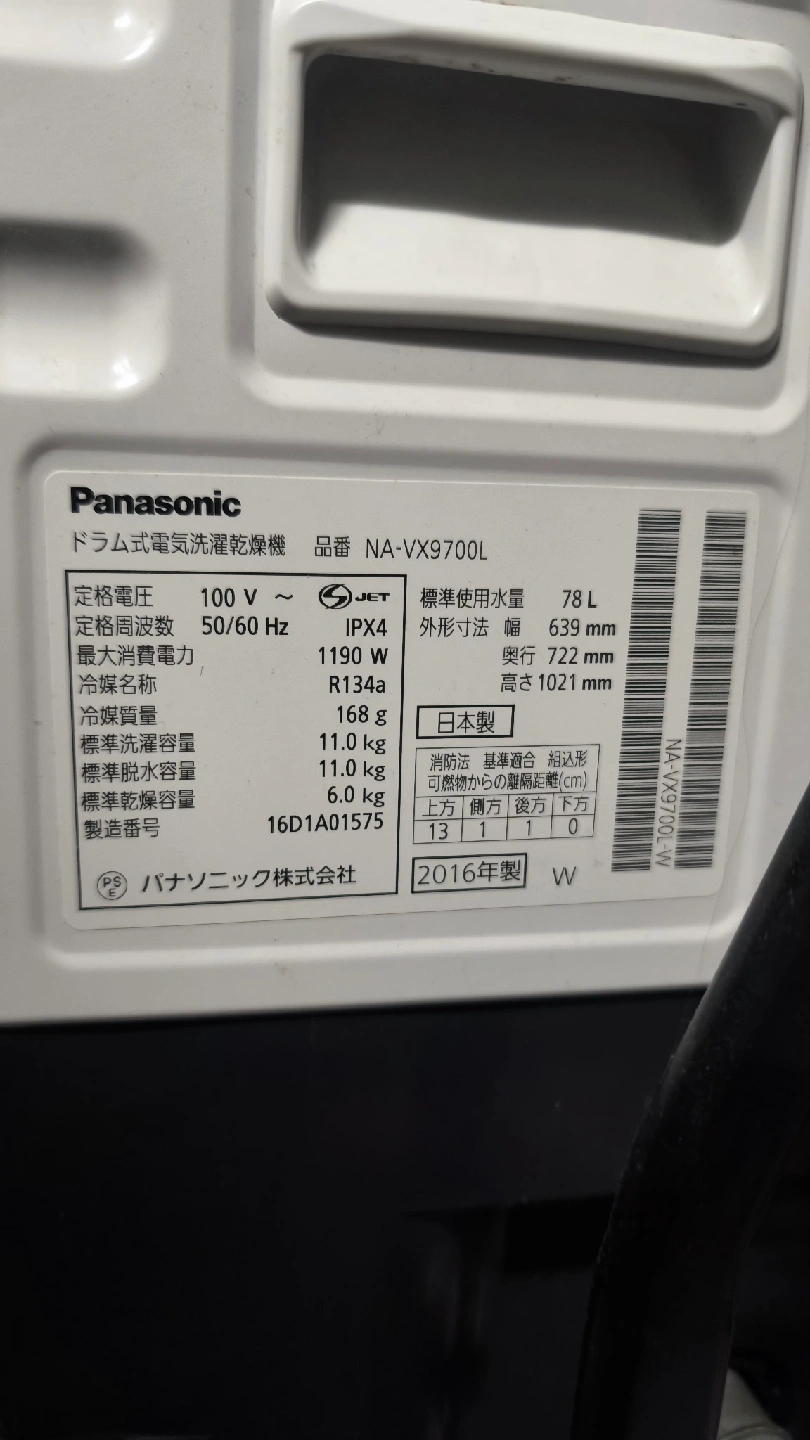 Panasonic
ドラム式電気洗濯乾燥機 品番 NA-VX9700L
定格電圧 100 V ～ S JET
定格周波数 50/60 Hz IPX4
最大消費電力 1190 W
冷媒名称 R134a
冷媒質量 168 g
標準洗濯容量 11.0 kg
標準脱水容量 11.0 kg
標準乾燥容量 6.0 kg
製造番号 16D1A01575
PS E パナソニック株式会社
標準使用水量 78 L
外形寸法 幅 639 mm
奥行 722 mm
高さ 1021 mm
日本製
消防法 基準適合 組込形
可燃物からの離隔距離(cm)
上方 側方 後方 下方
13 1 1 0
2016年製 W
NA-VX9700L-W